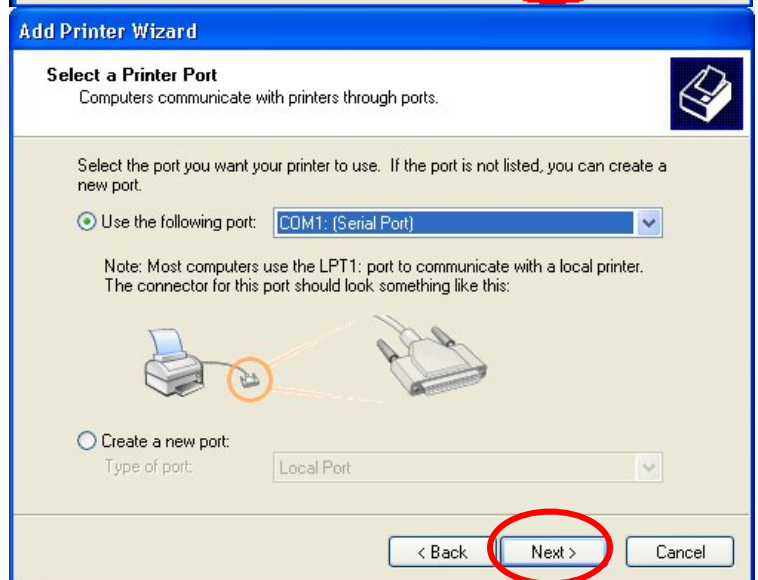 Add Printer Wizard
Select a Printer Port
Computers communicate with printers through ports.
Select the port you want your printer to use. If the port is not listed, you can create a
new port.
Use the following port: COM1: (Serial Port)
Note: Most computers use the LPT1: port to communicate with a local printer.
The connector for this port should look something like this:
Create a new port:
Type of port: Local Port
< Back Next > Cancel